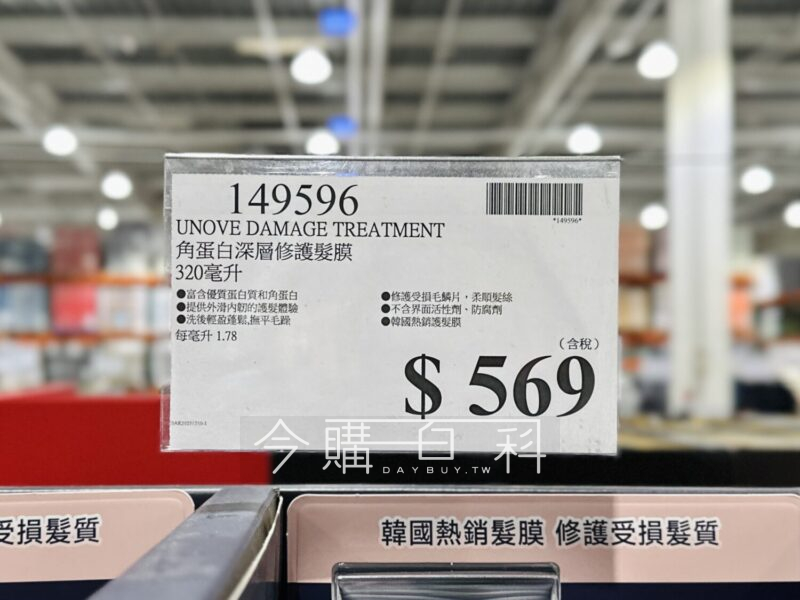 149596
*149596*
UNOVE DAMAGE TREATMENT
角蛋白深層修護髮膜
320毫升
●富含優質蛋白質和角蛋白
●提供外滑內韌的護髮體驗
●洗後輕盈蓬鬆,撫平毛躁
●修護受損毛鱗片，柔順髮絲
●不含界面活性劑、防腐劑
●韓國熱銷護髮膜
每毫升 1.78
(含稅)
$ 569
今購百科
DAYBUY.TW
受損髮質
韓國熱銷髮膜 修護受損髮質